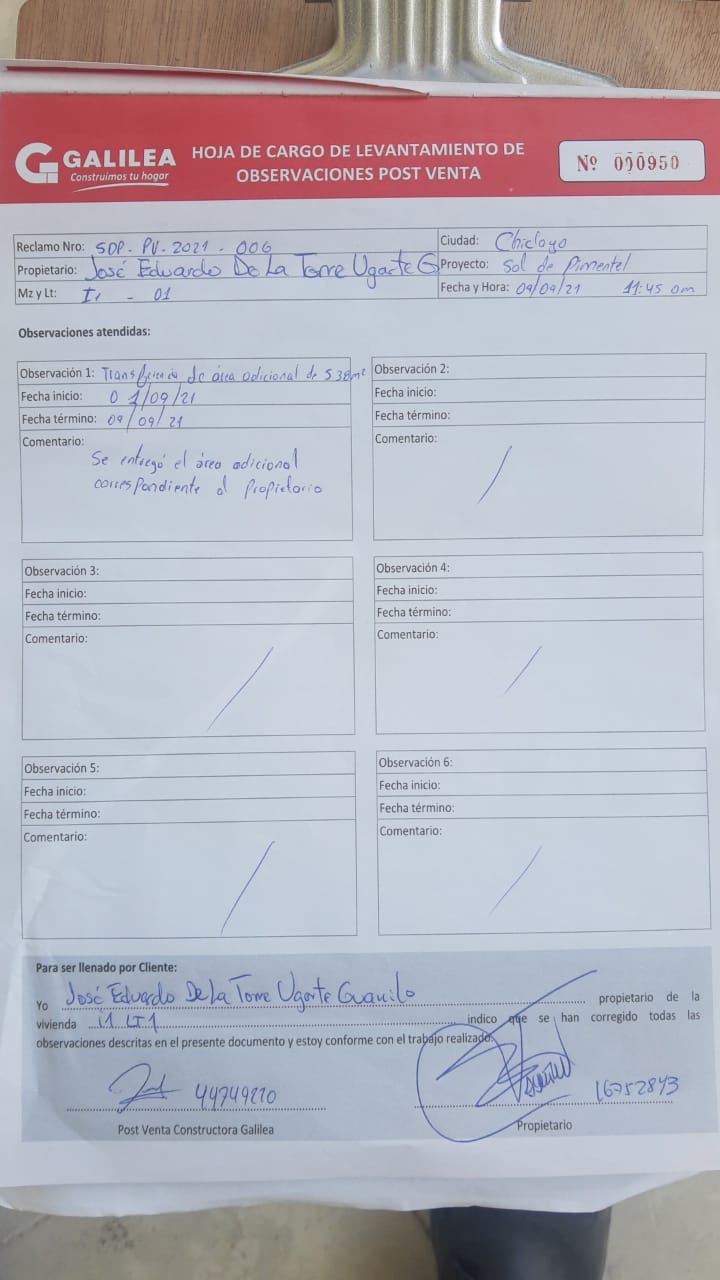 GALILEA
Construimos tu hogar
HOJA DE CARGO DE LEVANTAMIENTO DE
OBSERVACIONES POST VENTA
Nº 000950
Reclamo Nro: SDP- PV- 2021 - 006
Ciudad: Chiclayo
Propietario: José Eduardo De La Torre Ugarte G
Proyecto: Sol de Pimentel
Mz y Lt: I1 - 01
Fecha y Hora: 09/09/21 11:45 am
Observaciones atendidas:
Observación 1: Transferencia de área adicional de 5.38m²
Fecha inicio: 01/09/21
Fecha término: 09/09/21
Comentario:
Se entregó el área adicional
correspondiente al propietario
Observación 2:
Fecha inicio:
Fecha término:
Comentario:
Observación 3:
Fecha inicio:
Fecha término:
Comentario:
Observación 4:
Fecha inicio:
Fecha término:
Comentario:
Observación 5:
Fecha inicio:
Fecha término:
Comentario:
Observación 6:
Fecha inicio:
Fecha término:
Comentario:
Para ser llenado por Cliente:
Yo José Eduardo De La Torre Ugarte Guanilo propietario de la
vivienda i1 LT1 indico que se han corregido todas las
observaciones descritas en el presente documento y estoy conforme con el trabajo realizado.
44749270
16752843
Post Venta Constructora Galilea
Propietario